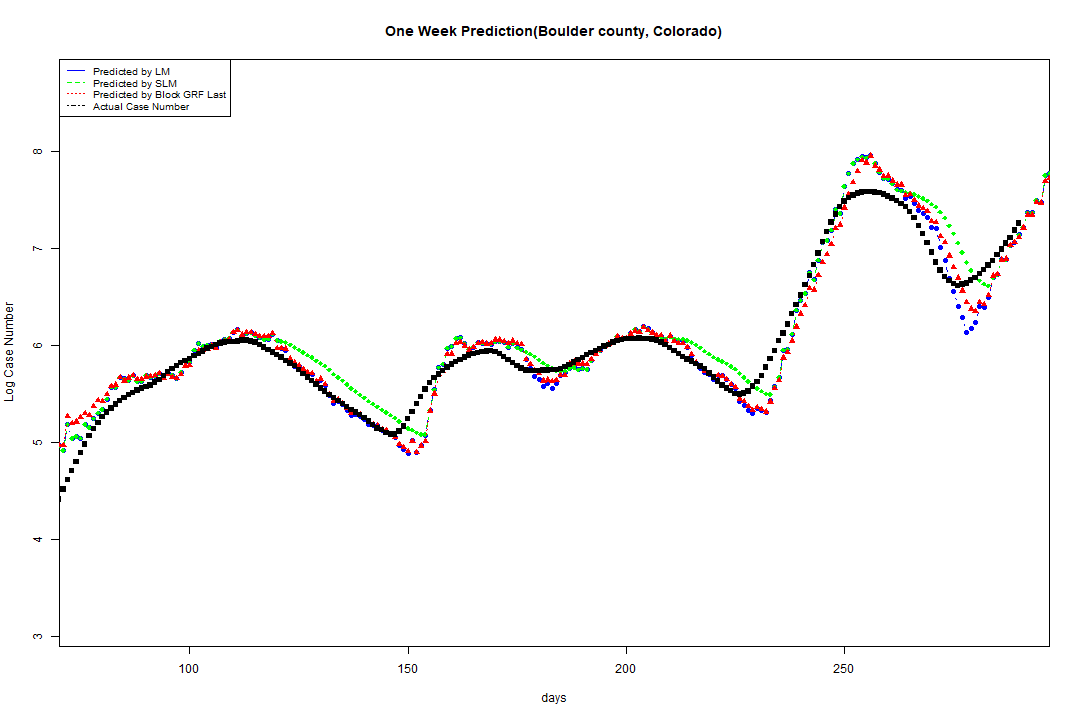 One Week Prediction(Boulder county, Colorado)
Predicted by LM
Predicted by SLM
Predicted by Block GRF Last
Actual Case Number
8
7
6
5
4
3
Log Case Number
100
150
200
250
days